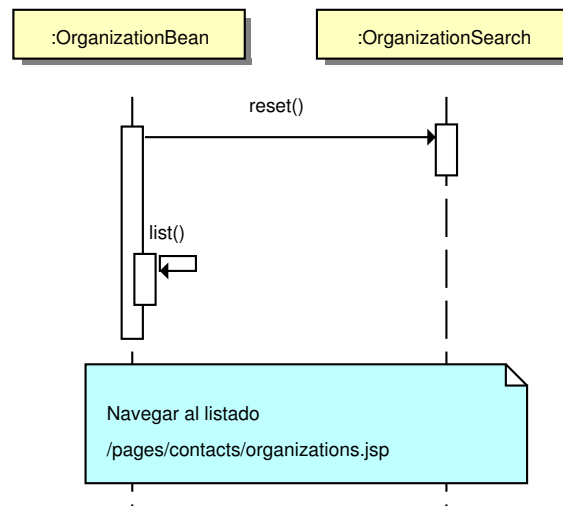 :OrganizationBean
:OrganizationSearch
reset()
list()
Navegar al listado
/pages/contacts/organizations.jsp